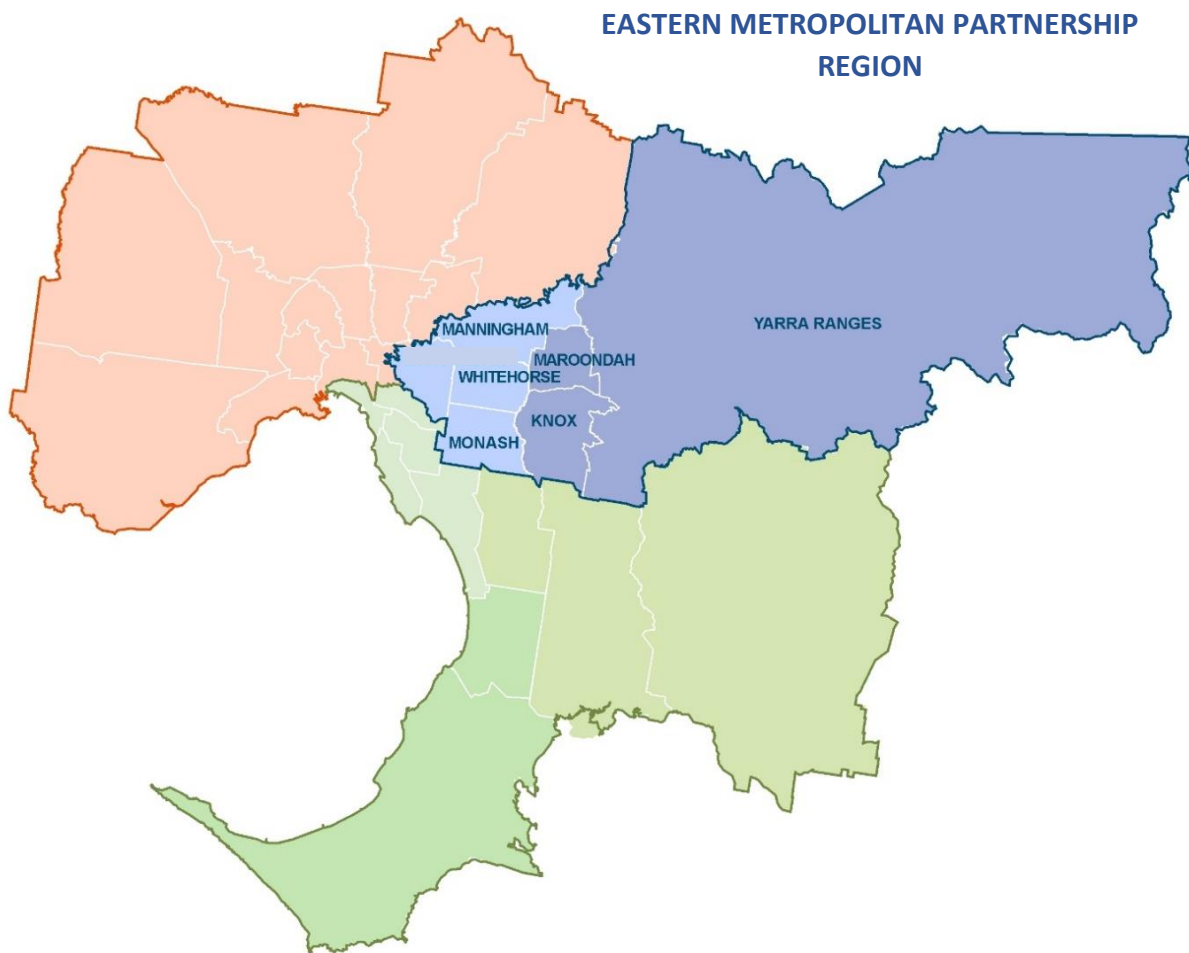 EASTERN METROPOLITAN PARTNERSHIP
REGION
YARRA RANGES
MANNINGHAM
MAROONDAH
WHITEHORSE
KNOX
MONASH